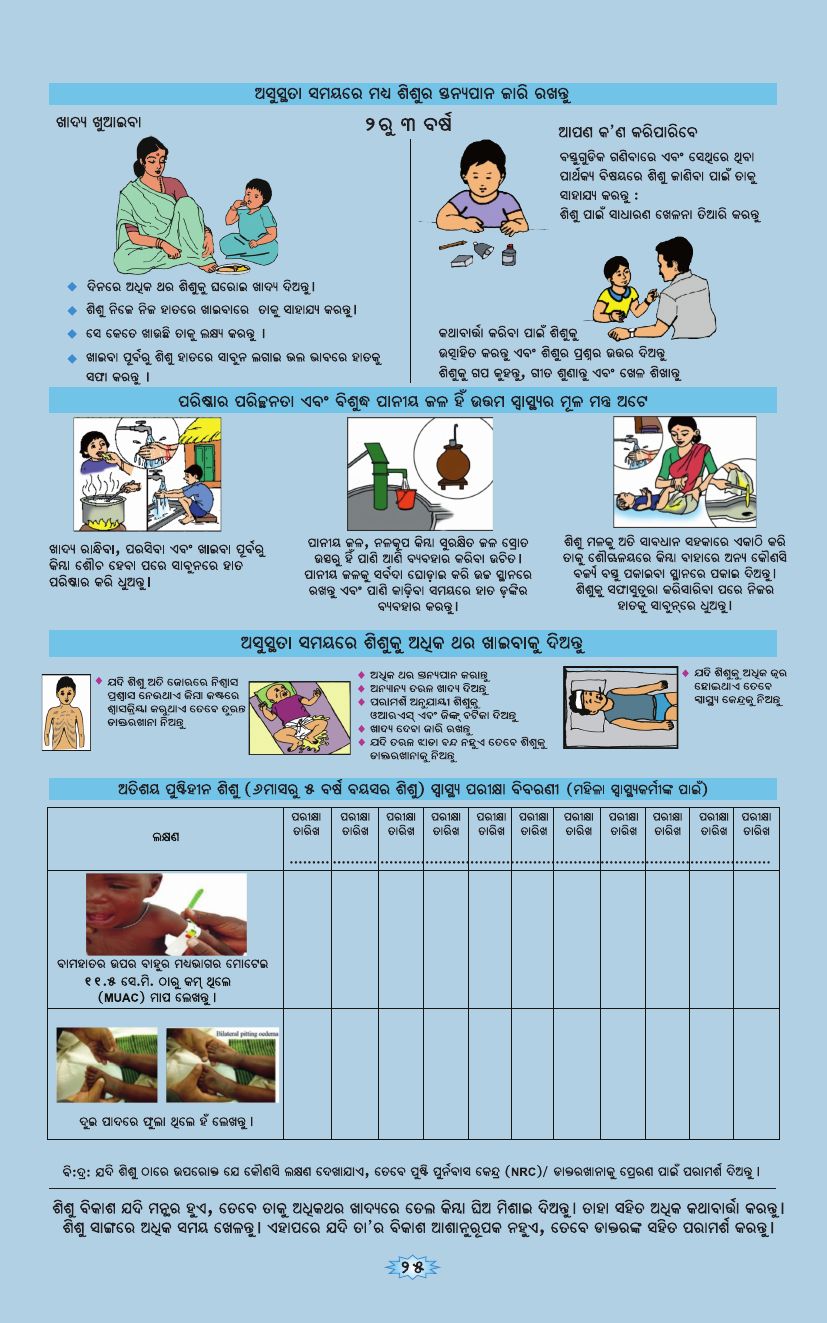 ଅସୁସ୍ଥତା ସମୟରେ ମଧ୍ୟ ଶିଶୁର ସ୍ତନ୍ୟପାନ ଜାରି ରଖନ୍ତୁ
ଖାଦ୍ୟ ଖୁଆଇବା
୨ରୁ ୩ ବର୍ଷ
ଦିନରେ ଅଧିକ ଥର ଶିଶୁକୁ ଘରୋଇ ଖାଦ୍ୟ ଦିଅନ୍ତୁ।
ଶିଶୁ ନିଜେ ନିଜ ହାତରେ ଖାଇବାରେ ତାକୁ ସାହାଯ୍ୟ କରନ୍ତୁ।
ସେ କେତେ ଖାଉଛି ତାକୁ ଲକ୍ଷ୍ୟ କରନ୍ତୁ ।
ଖାଇବା ପୂର୍ବରୁ ଶିଶୁ ହାତରେ ସାବୁନ ଲଗାଇ ଭଲ ଭାବରେ ହାତକୁ
ସଫା କରନ୍ତୁ ।
ଆପଣ କ'ଣ କରିପାରିବେ
ବସ୍ତୁଗୁଡିକ ଗଣିବାରେ ଏବଂ ସେଥିରେ ଥିବା
ପାର୍ଥକ୍ୟ ବିଷୟରେ ଶିଶୁ ଜାଣିବା ପାଇଁ ତାକୁ
ସାହାଯ୍ୟ କରନ୍ତୁ :
ଶିଶୁ ପାଇଁ ସାଧାରଣ ଖେଳନା ତିଆରି କରନ୍ତୁ
କଥାବାର୍ତ୍ତା କରିବା ପାଇଁ ଶିଶୁକୁ
ଉତ୍ସାହିତ କରନ୍ତୁ ଏବଂ ଶିଶୁର ପ୍ରଶ୍ନର ଉତ୍ତର ଦିଅନ୍ତୁ
ଶିଶୁକୁ ଗପ କୁହନ୍ତୁ, ଗୀତ ଶୁଣାନ୍ତୁ ଏବଂ ଖେଳ ଶିଖାନ୍ତୁ
ପରିଷ୍କାର ପରିଚ୍ଛନତା ଏବଂ ବିଶୁଦ୍ଧ ପାନୀୟ ଜଳ ହିଁ ଉତ୍ତମ ସ୍ୱାସ୍ଥ୍ୟର ମୂଳ ମନ୍ତ୍ର ଅଟେ
ଖାଦ୍ୟ ରାନ୍ଧିବା, ପରସିବା ଏବଂ ଖାଇବା ପୂର୍ବରୁ
କିମ୍ବା ଶୌଚ ହେବା ପରେ ସାବୁନରେ ହାତ
ପରିଷ୍କାର କରି ଧୁଅନ୍ତୁ।
ପାନୀୟ ଜଳ, ନଳକୂପ କିମ୍ବା ସୁରକ୍ଷିତ ଜଳ ସ୍ରୋତ
ଉତ୍ସରୁ ହିଁ ପାଣି ଆଣି ବ୍ୟବହାର କରିବା ଉଚିତ।
ପାନୀୟ ଜଳକୁ ସର୍ବଦା ଘୋଡ଼ାଇ କରି ଉଚ୍ଚ ସ୍ଥାନରେ
ରଖନ୍ତୁ ଏବଂ ପାଣି କାଢ଼ିବା ସମୟରେ ହାତ ଡ଼ଙ୍କିର
ବ୍ୟବହାର କରନ୍ତୁ।
ଶିଶୁ ମଳକୁ ଅତି ସାବଧାନ ସହକାରେ ଏକାଠି କରି
ତାକୁ ଶୌଚାଳୟରେ କିମ୍ବା ବାହାରେ ଅନ୍ୟ କୌଣସି
ବର୍ଜ୍ୟ ବସ୍ତୁ ପକାଇବା ସ୍ଥାନରେ ପକାଇ ଦିଅନ୍ତୁ।
ଶିଶୁକୁ ସଫାସୁତୁରା କରିସାରିବା ପରେ ନିଜର
ହାତକୁ ସାବୁନ୍‌ରେ ଧୁଅନ୍ତୁ।
ଅସୁସ୍ଥତା ସମୟରେ ଶିଶୁକୁ ଅଧିକ ଥର ଖାଇବାକୁ ଦିଅନ୍ତୁ
ଯଦି ଶିଶୁ ଅତି ଜୋରରେ ନିଶ୍ୱାସ
ପ୍ରଶ୍ୱାସ ନେଉଥାଏ କିମ୍ବା କଷ୍ଟରେ
ଶ୍ୱାସକ୍ରିୟା କରୁଥାଏ ତେବେ ତୁରନ୍ତ
ଡାକ୍ତରଖାନା ନିଅନ୍ତୁ
ଅଧିକ ଥର ସ୍ତନ୍ୟପାନ କରାନ୍ତୁ
ଅନ୍ୟାନ୍ୟ ତରଳ ଖାଦ୍ୟ ଦିଅନ୍ତୁ
ପରାମର୍ଶ ଅନୁଯାୟୀ ଶିଶୁକୁ
ଓଆରଏସ୍ ଏବଂ ଜିଙ୍କ୍ ବଟିକା ଦିଅନ୍ତୁ
ଖାଦ୍ୟ ଦେବା ଜାରି ରଖନ୍ତୁ
ଯଦି ତରଳ ଝାଡା ବନ୍ଦ ନହୁଏ ତେବେ ଶିଶୁକୁ
ଡାକ୍ତରଖାନାକୁ ନିଅନ୍ତୁ
ଯଦି ଶିଶୁକୁ ଅଧିକ ଜ୍ୱର
ହୋଇଥାଏ ତେବେ
ସ୍ୱାସ୍ଥ୍ୟ କେନ୍ଦ୍ରକୁ ନିଅନ୍ତୁ
ଅତିଶୟ ପୁଷ୍ଟିହୀନ ଶିଶୁ (୬ମାସରୁ ୫ ବର୍ଷ ବୟସର ଶିଶୁ) ସ୍ୱାସ୍ଥ୍ୟ ପରୀକ୍ଷା ବିବରଣୀ (ମହିଳା ସ୍ୱାସ୍ଥ୍ୟକର୍ମୀଙ୍କ ପାଇଁ)
ଲକ୍ଷଣ
ପରୀକ୍ଷା ପରୀକ୍ଷା ପରୀକ୍ଷା ପରୀକ୍ଷା ପରୀକ୍ଷା ପରୀକ୍ଷା ପରୀକ୍ଷା ପରୀକ୍ଷା ପରୀକ୍ଷା ପରୀକ୍ଷା ପରୀକ୍ଷା
ତାରିଖ ତାରିଖ ତାରିଖ ତାରିଖ ତାରିଖ ତାରିଖ ତାରିଖ ତାରିଖ ତାରିଖ ତାରିଖ ତାରିଖ
ବାମହାତର ଉପର ବାହୁର ମଧ୍ୟଭାଗର ମୋଟେଇ
୧୧.୫ ସେ.ମି. ଠାରୁ କମ୍ ଥିଲେ
(MUAC) ମାପ ଲେଖନ୍ତୁ।
Bilateral pitting oedema
ଦୁଇ ପାଦରେ ଫୁଲା ଥିଲେ ହଁ ଲେଖନ୍ତୁ।
ବି:ଦ୍ର: ଯଦି ଶିଶୁ ଠାରେ ଉପରୋକ୍ତ ଯେ କୌଣସି ଲକ୍ଷଣ ଦେଖାଯାଏ, ତେବେ ପୁଷ୍ଟି ପୁର୍ନବାସ କେନ୍ଦ୍ର (NRC)/ ଡାକ୍ତରଖାନାକୁ ପ୍ରେରଣ ପାଇଁ ପରାମର୍ଶ ଦିଅନ୍ତୁ।
ଶିଶୁ ବିକାଶ ଯଦି ମନ୍ଥର ହୁଏ, ତେବେ ତାକୁ ଅଧିକଥର ଖାଦ୍ୟରେ ତେଲ କିମ୍ବା ଘିଅ ମିଶାଇ ଦିଅନ୍ତୁ। ତାହା ସହିତ ଅଧିକ କଥାବାର୍ତ୍ତା କରନ୍ତୁ।
ଶିଶୁ ସାଙ୍ଗରେ ଅଧିକ ସମୟ ଖେଳନ୍ତୁ। ଏହାପରେ ଯଦି ତା'ର ବିକାଶ ଆଶାନୁରୂପକ ନହୁଏ, ତେବେ ଡାକ୍ତରଙ୍କ ସହିତ ପରାମର୍ଶ କରନ୍ତୁ।
୨୫